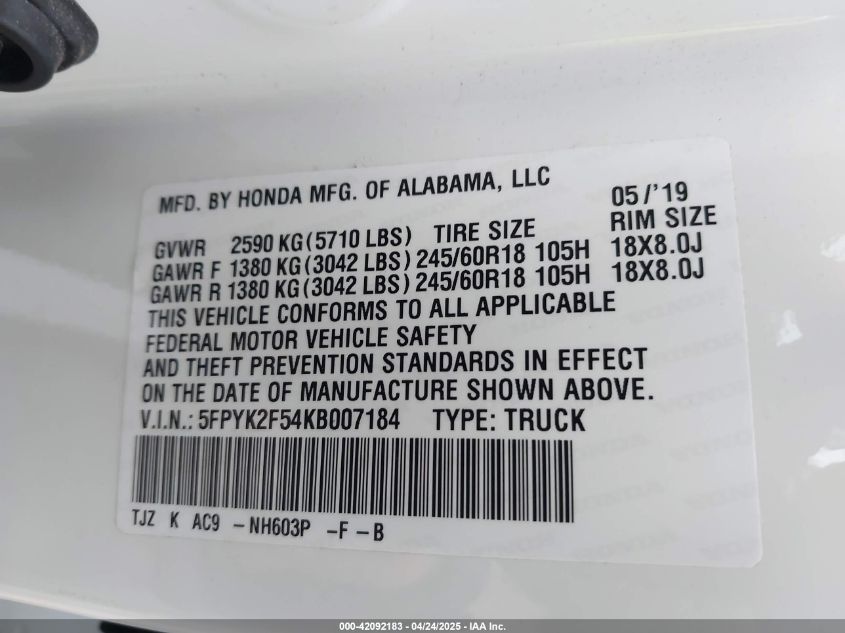 MFD. BY HONDA MFG. OF ALABAMA, LLC 05/'19
GVWR 2590 KG (5710 LBS) TIRE SIZE RIM SIZE
GAWR F 1380 KG (3042 LBS) 245/60R18 105H 18X8.0J
GAWR R 1380 KG (3042 LBS) 245/60R18 105H 18X8.0J
THIS VEHICLE CONFORMS TO ALL APPLICABLE
FEDERAL MOTOR VEHICLE SAFETY
AND THEFT PREVENTION STANDARDS IN EFFECT
ON THE DATE OF MANUFACTURE SHOWN ABOVE.
V.I.N.: 5FPYK2F54KB007184 TYPE: TRUCK
TJZ K AC9 -NH603P -F -B
000-42092183 - 04/24/2025 - IAA Inc.